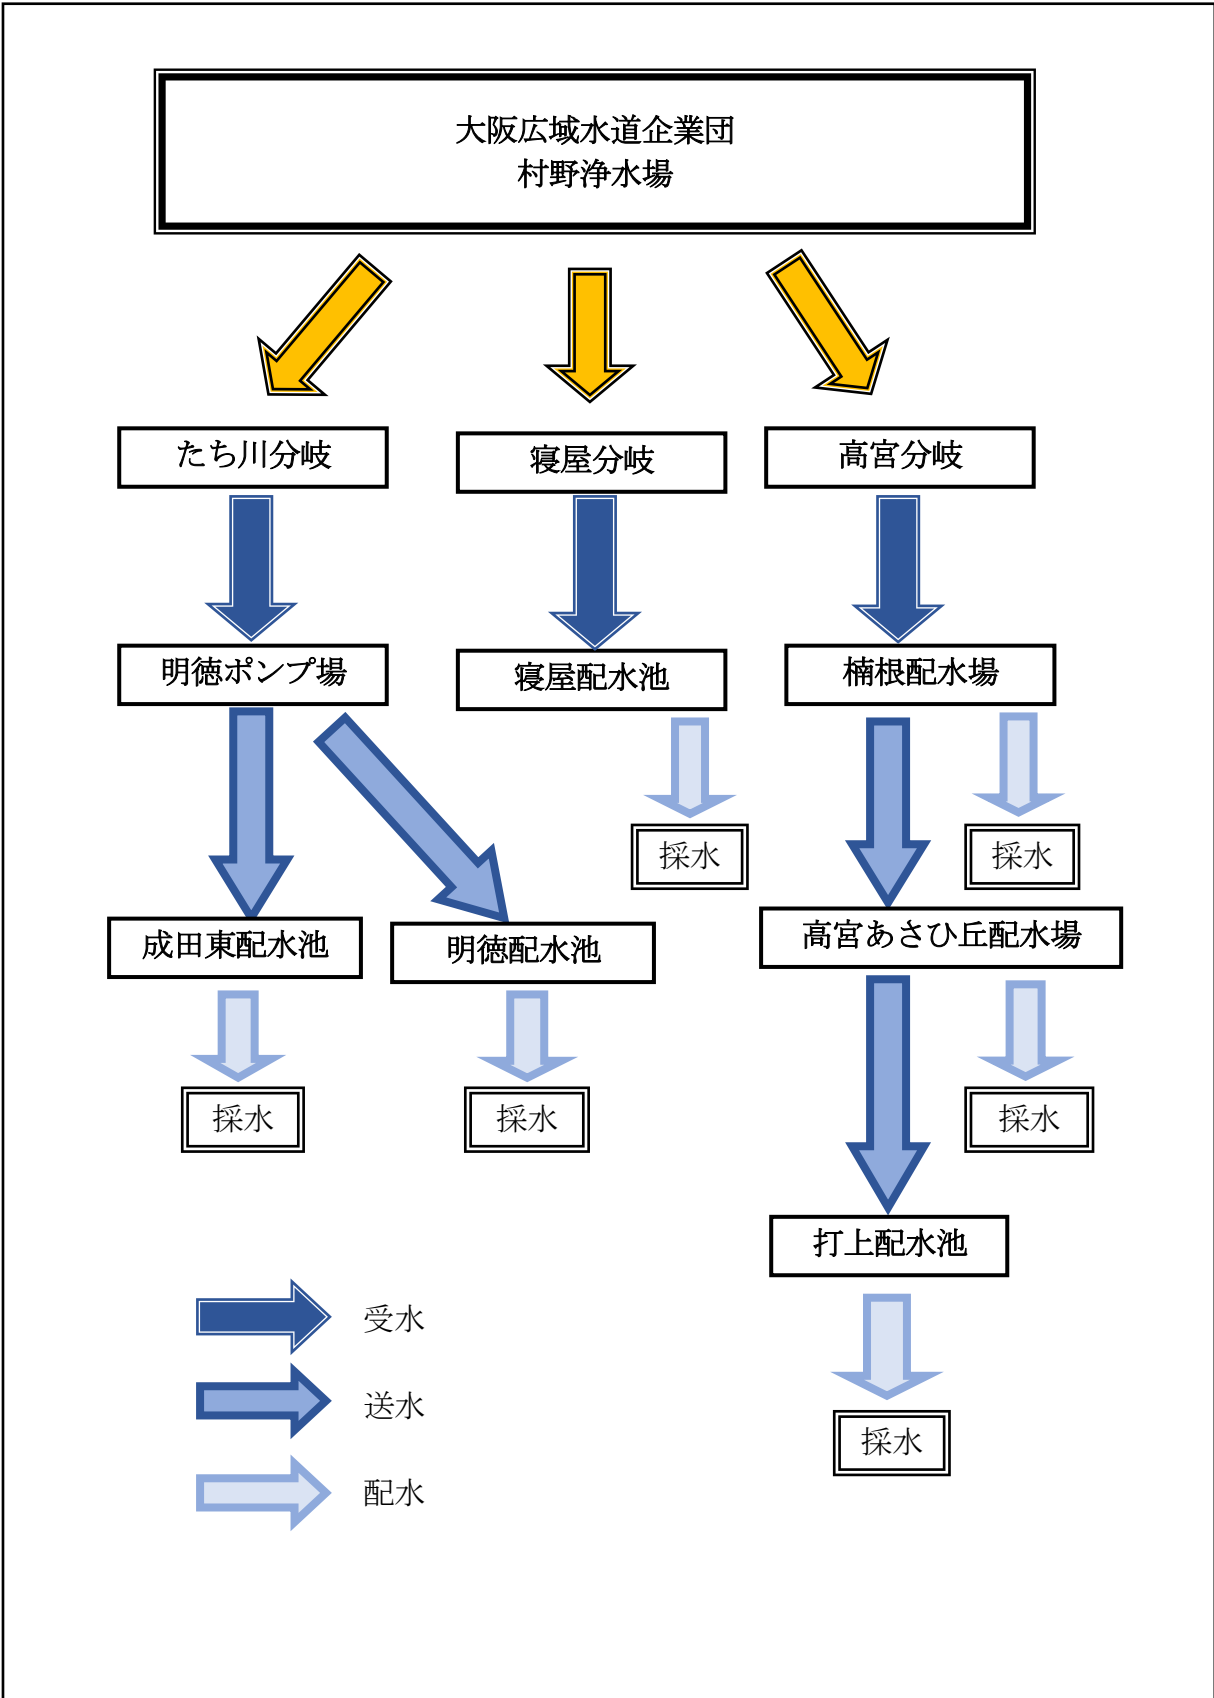 大阪広域水道企業団
村野浄水場
たち川分岐
寝屋分岐
高宮分岐
明徳ポンプ場
寝屋配水池
楠根配水場
採水
採水
成田東配水池
明徳配水池
高宮あさひ丘配水場
採水
採水
採水
打上配水池
受水
採水
送水
配水